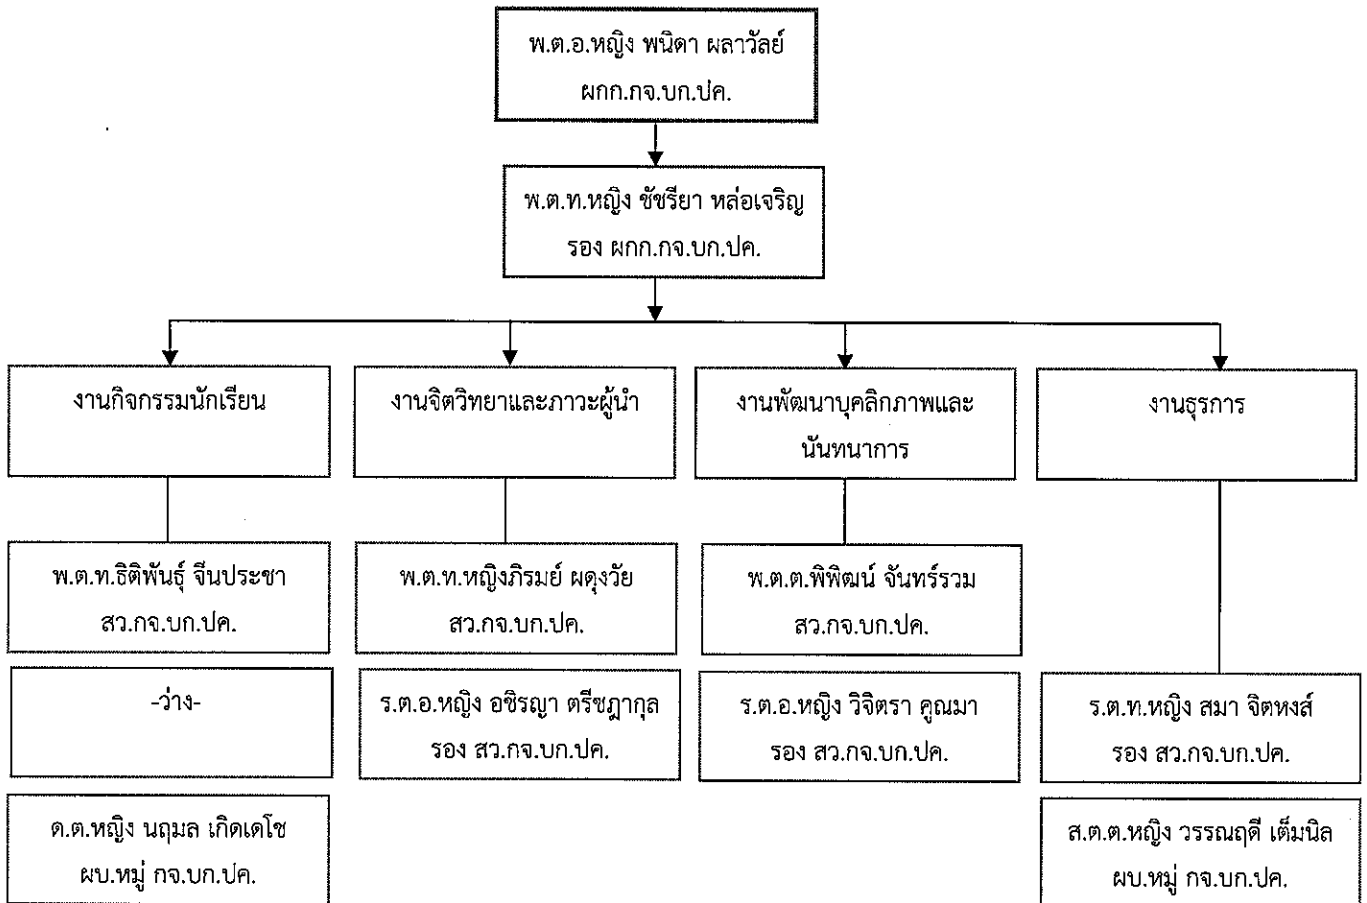 พ.ต.อ.หญิง พนิดา ผลาวัลย์
ผกก.กจ.บก.ปค.
พ.ต.ท.หญิง ชัชรียา หล่อเจริญ
รอง ผกก.กจ.บก.ปค.
งานกิจกรรมนักเรียน
งานจิตวิทยาและภาวะผู้นำ
งานพัฒนาบุคลิกภาพและ
นันทนาการ
งานธุรการ
พ.ต.ท.ธิติพันธุ์ จีนประชา
สว.กจ.บก.ปค.
พ.ต.ท.หญิงภิรมย์ ผดุงวัย
สว.กจ.บก.ปค.
พ.ต.ต.พิพัฒน์ จันทร์รวม
สว.กจ.บก.ปค.
-ว่าง-
ร.ต.อ.หญิง อชิรญา ตรีชฎากุล
รอง สว.กจ.บก.ปค.
ร.ต.อ.หญิง วิจิตรา คูณมา
รอง สว.กจ.บก.ปค.
ร.ต.ท.หญิง สมา จิตหงส์
รอง สว.กจ.บก.ปค.
ด.ต.หญิง นฤมล เกิดเดโช
ผบ.หมู่ กจ.บก.ปค.
ส.ต.ต.หญิง วรรณฤดี เต็มนิล
ผบ.หมู่ กจ.บก.ปค.